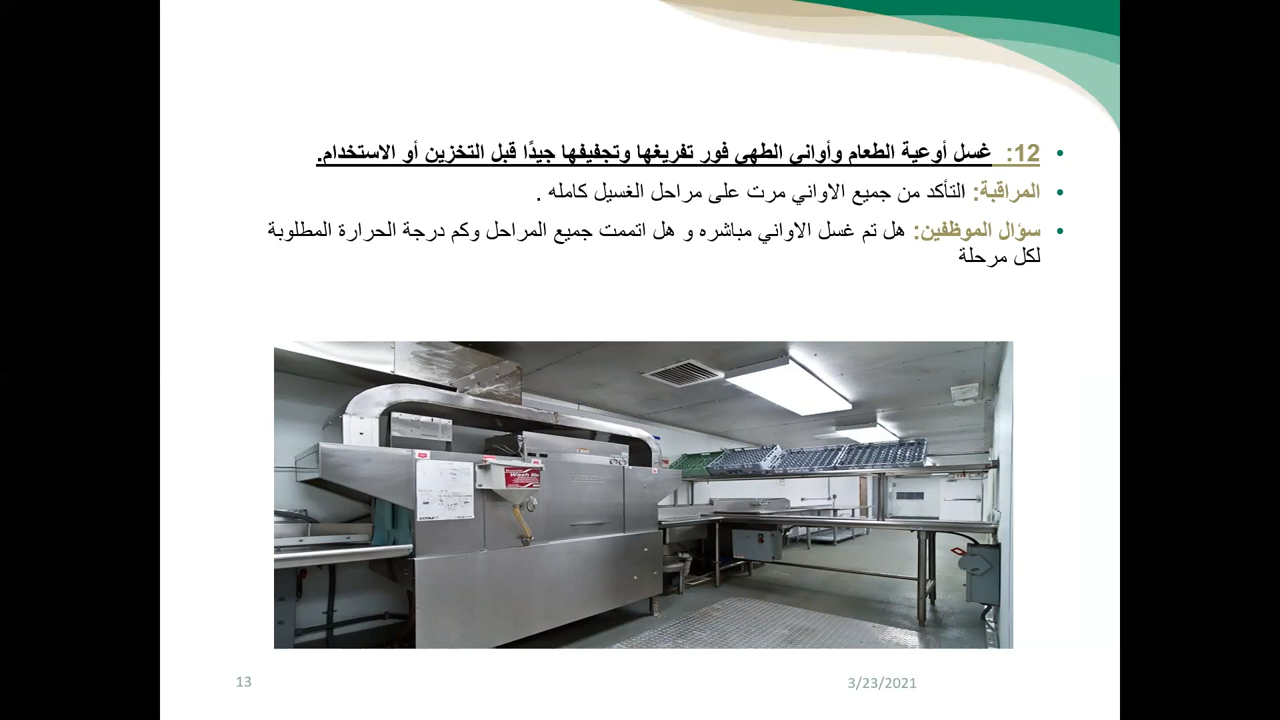 12: غسل أوعية الطعام وأواني الطهي فور تفريغها وتجفيفها جيدًا قبل التخزين أو الاستخدام.
المراقبة: التأكد من جميع الاواني مرت على مراحل الغسيل كامله .
سؤال الموظفين: هل تم غسل الاواني مباشره و هل اتممت جميع المراحل وكم درجة الحرارة المطلوبة
لكل مرحلة
13
3/23/2021